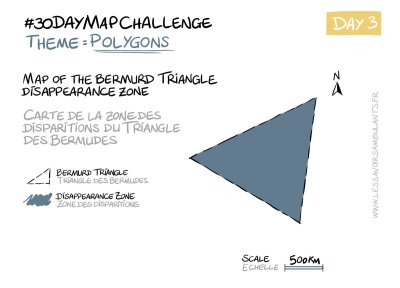 #30DAYMAPCHALLENGE
THEME = POLYGONS
DAY 3
MAP OF THE BERMURD TRIANGLE
DISAPPEARANCE ZONE
CARTE DE LA ZONE DES
DISPARITIONS DU TRIANGLE
DES BERMUDES
N
BERMURD TRIANGLE
TRIANGLE DES BERMUDES
DISAPPEARANCE ZONE
ZONE DES DISPARITIONS
WWW.LESSAVOIRSAMBULANTS.FR
SCALE
ECHELLE
500KM